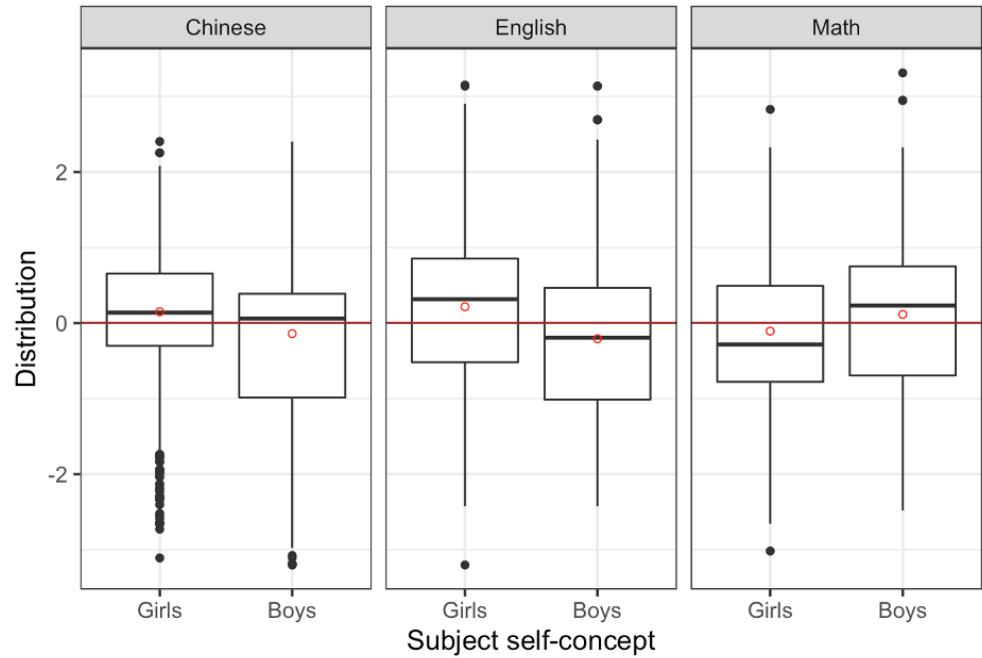 Chinese English Math
2
0
-2
Distribution
Girls Boys Girls Boys Girls Boys
Subject self-concept